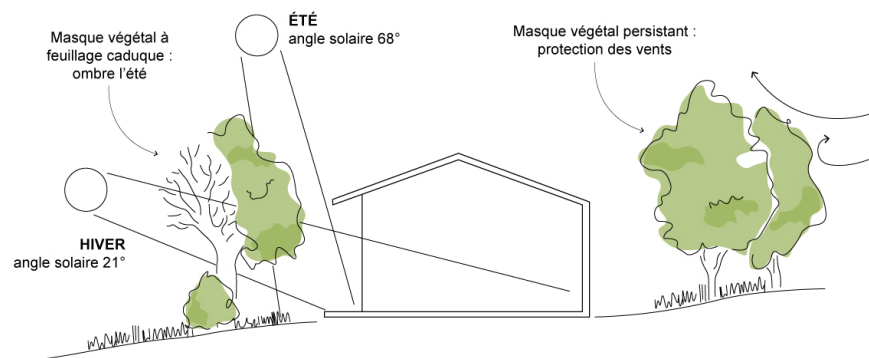 Masque végétal à
feuillage caduque :
ombre l'été
ÉTÉ
angle solaire 68°
Masque végétal persistant :
protection des vents
HIVER
angle solaire 21°